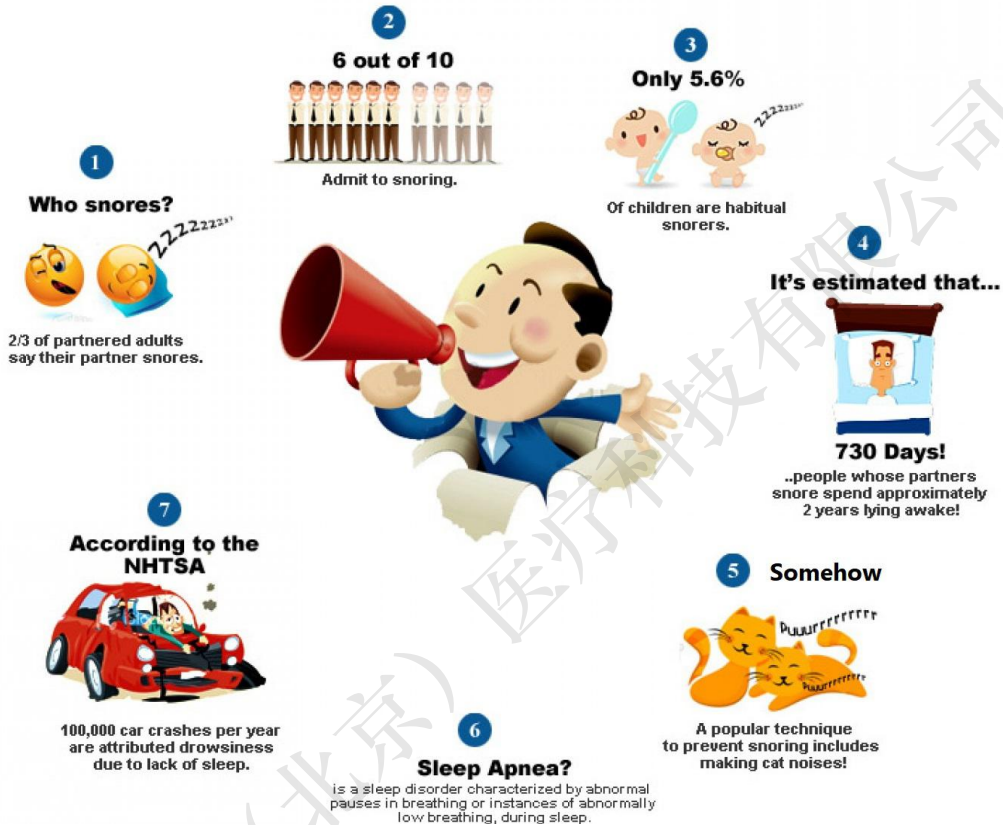 1
Who snores?
ZZZZzzzzz
2/3 of partnered adults
say their partner snores.
2
6 out of 10
Admit to snoring.
3
Only 5.6%
Of children are habitual
snorers.
4
It's estimated that...
730 Days!
..people whose partners
snore spend approximately
2 years lying awake!
5
Somehow
A popular technique
to prevent snoring includes
making cat noises!
6
Sleep Apnea?
is a sleep disorder characterized by abnormal
pauses in breathing or instances of abnormally
low breathing, during sleep.
7
According to the
NHTSA
100,000 car crashes per year
are attributed drowsiness
due to lack of sleep.
（北京）医疗科技有限公司